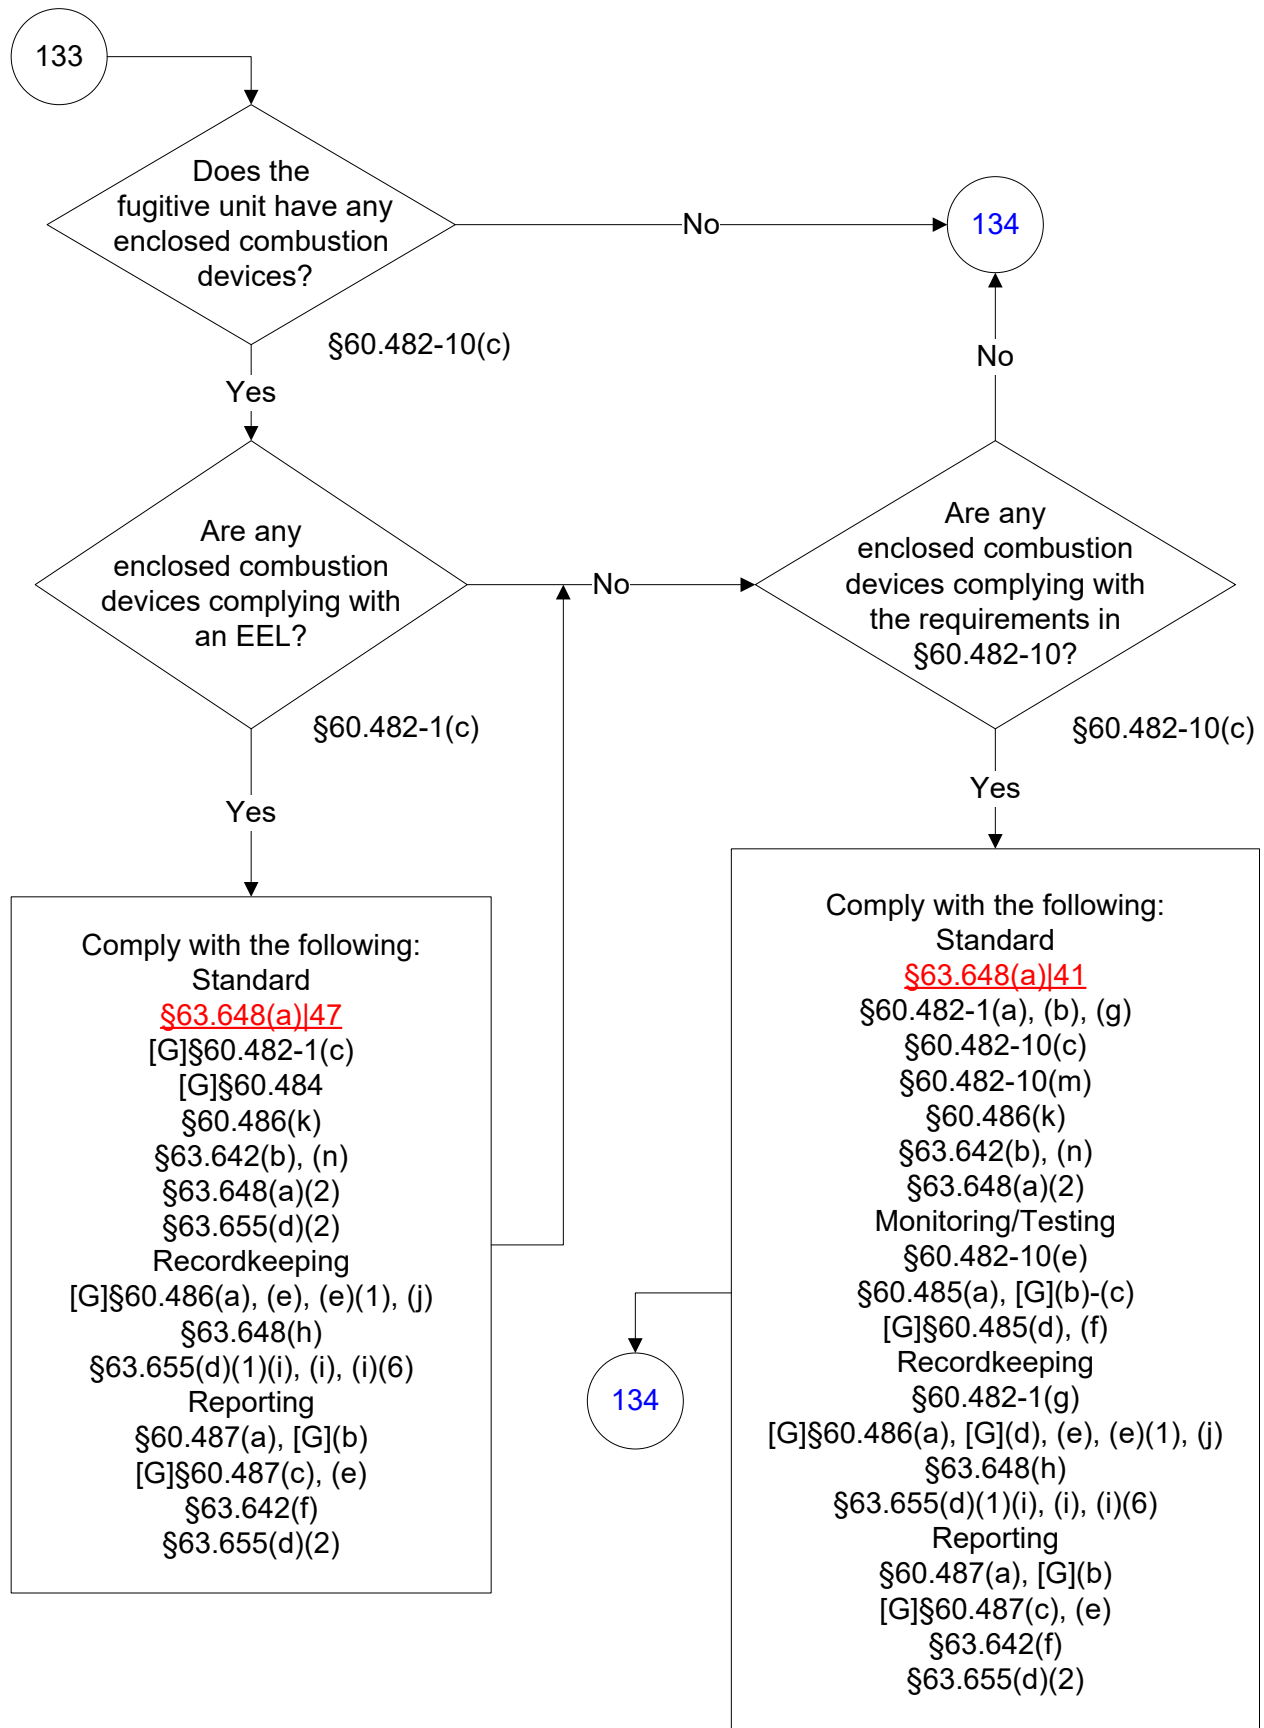 133
Does the
fugitive unit have any
enclosed combustion
devices?
No
134
§60.482-10(c)
Yes
No
Are any
enclosed combustion
devices complying with
an EEL?
No
Are any
enclosed combustion
devices complying with
the requirements in
§60.482-10?
§60.482-1(c)
§60.482-10(c)
Yes
Yes
Comply with the following:
Standard
§63.648(a)|47
[G]§60.482-1(c)
[G]§60.484
§60.486(k)
§63.642(b), (n)
§63.648(a)(2)
§63.655(d)(2)
Recordkeeping
[G]§60.486(a), (e), (e)(1), (j)
§63.648(h)
§63.655(d)(1)(i), (i), (i)(6)
Reporting
§60.487(a), [G](b)
[G]§60.487(c), (e)
§63.642(f)
§63.655(d)(2)
Comply with the following:
Standard
§63.648(a)|41
§60.482-1(a), (b), (g)
§60.482-10(c)
§60.482-10(m)
§60.486(k)
§63.642(b), (n)
§63.648(a)(2)
Monitoring/Testing
§60.482-10(e)
§60.485(a), [G](b)-(c)
[G]§60.485(d), (f)
Recordkeeping
§60.482-1(g)
[G]§60.486(a), [G](d), (e), (e)(1), (j)
§63.648(h)
§63.655(d)(1)(i), (i), (i)(6)
Reporting
§60.487(a), [G](b)
[G]§60.487(c), (e)
§63.642(f)
§63.655(d)(2)
134